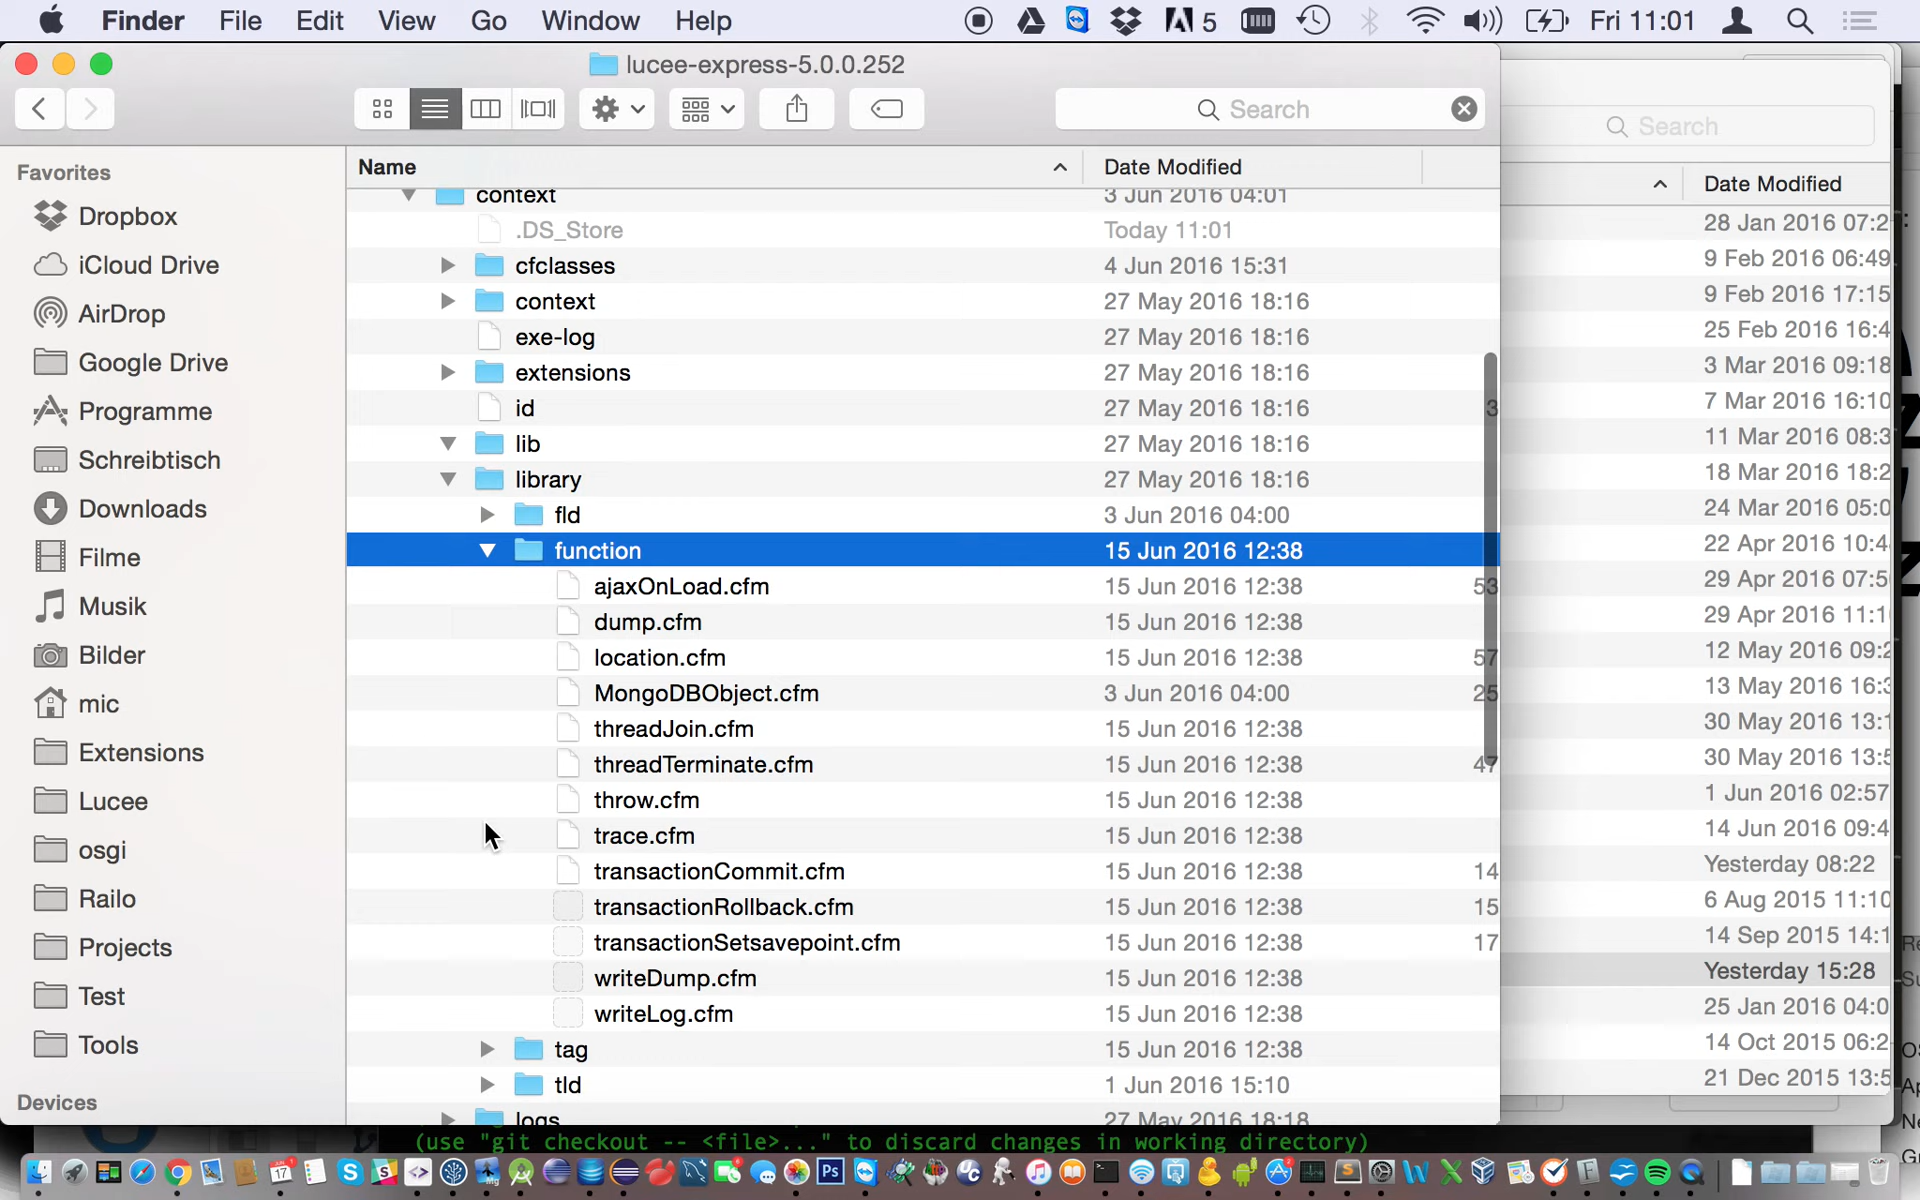 Finder File Edit View Go Window Help 5 Fri 11:01
lucee-express-5.0.0.252
Search
Search
Name Date Modified
Date Modified
Favorites
Dropbox
iCloud Drive
AirDrop
Google Drive
Programme
Schreibtisch
Downloads
Filme
Musik
Bilder
mic
Extensions
Lucee
osgi
Railo
Projects
Test
Tools
Devices
context 3 Jun 2016 04:01
.DS_Store Today 11:01
cfclasses 4 Jun 2016 15:31
context 27 May 2016 18:16
exe-log 27 May 2016 18:16
extensions 27 May 2016 18:16
id 27 May 2016 18:16 3
lib 27 May 2016 18:16
library 27 May 2016 18:16
fld 3 Jun 2016 04:00
function 15 Jun 2016 12:38
ajaxOnLoad.cfm 15 Jun 2016 12:38 53
dump.cfm 15 Jun 2016 12:38
location.cfm 15 Jun 2016 12:38 57
MongoDBObject.cfm 3 Jun 2016 04:00 25
threadJoin.cfm 15 Jun 2016 12:38
threadTerminate.cfm 15 Jun 2016 12:38 47
throw.cfm 15 Jun 2016 12:38
trace.cfm 15 Jun 2016 12:38
transactionCommit.cfm 15 Jun 2016 12:38 14
transactionRollback.cfm 15 Jun 2016 12:38 15
transactionSetsavepoint.cfm 15 Jun 2016 12:38 17
writeDump.cfm 15 Jun 2016 12:38
writeLog.cfm 15 Jun 2016 12:38
tag 15 Jun 2016 12:38
tld 1 Jun 2016 15:10
logs 27 May 2016 18:18
28 Jan 2016 07:2
9 Feb 2016 06:49
9 Feb 2016 17:15
25 Feb 2016 16:4
3 Mar 2016 09:18
7 Mar 2016 16:10
11 Mar 2016 08:3
18 Mar 2016 18:2
24 Mar 2016 05:0
22 Apr 2016 10:4
29 Apr 2016 07:5
29 Apr 2016 11:1
12 May 2016 09:2
13 May 2016 16:3
30 May 2016 13:1
30 May 2016 13:5
1 Jun 2016 02:57
14 Jun 2016 09:4
Yesterday 08:22
6 Aug 2015 11:10
14 Sep 2015 14:1
Yesterday 15:28
25 Jan 2016 04:0
14 Oct 2015 06:2
21 Dec 2015 13:5
(use "git checkout -- <file>..." to discard changes in working directory)